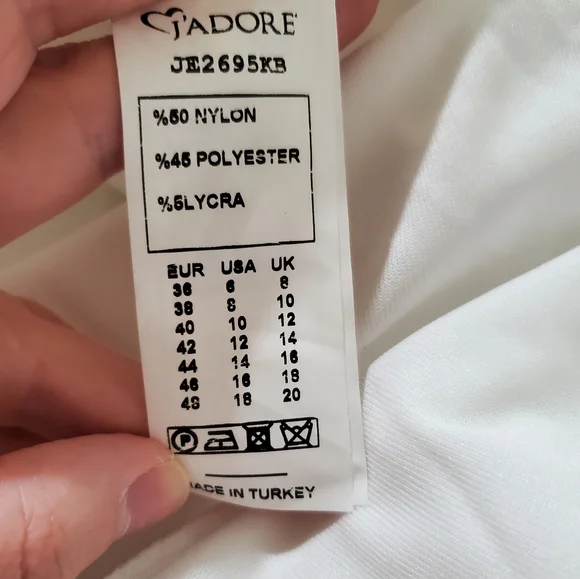 J'ADORE
JE2695KB
%50 NYLON
%45 POLYESTER
%5LYCRA
EUR USA UK
36 6 8
38 8 10
40 10 12
42 12 14
44 14 16
46 16 18
48 18 20
P
MADE IN TURKEY